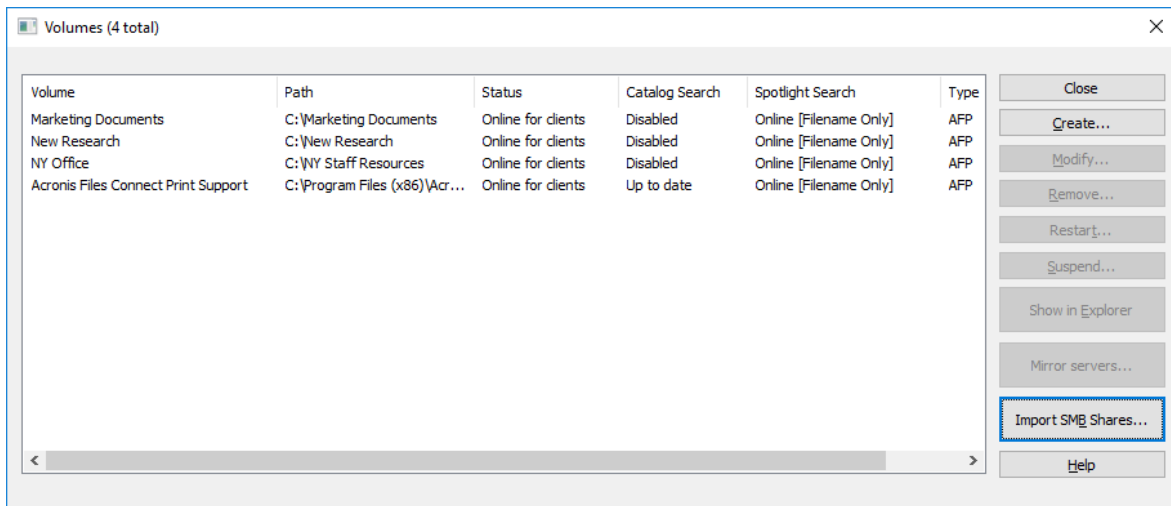 Volumes (4 total)
Volume Path Status Catalog Search Spotlight Search Type
Marketing Documents C:\Marketing Documents Online for clients Disabled Online [Filename Only] AFP
New Research C:\New Research Online for clients Disabled Online [Filename Only] AFP
NY Office C:\NY Staff Resources Online for clients Disabled Online [Filename Only] AFP
Acronis Files Connect Print Support C:\Program Files (x86)\Acr... Online for clients Up to date Online [Filename Only] AFP
Close
Create...
Modify...
Remove...
Restart...
Suspend...
Show in Explorer
Mirror servers...
Import SMB Shares...
Help